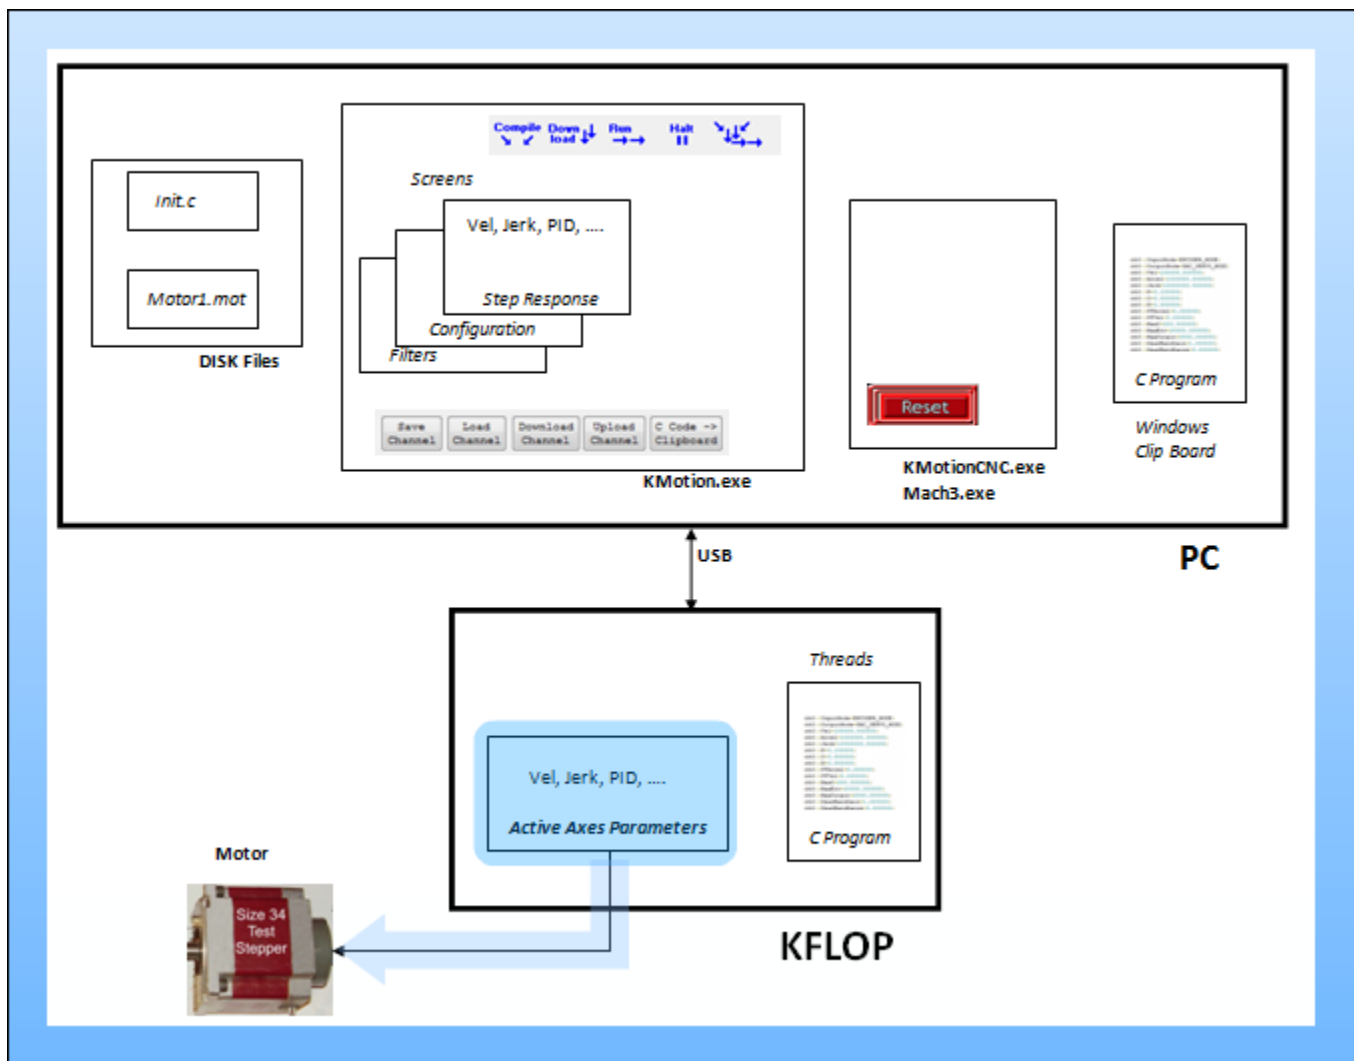 Compile
Down
load
Run
Halt
Screens
Init.c
Vel, Jerk, PID, ....
Motor1.mot
Step Response
Configuration
Filters
DISK Files
C Program
Reset
Save
Channel
Load
Channel
Download
Channel
Upload
Channel
C Code ->
Clipboard
Windows
Clip Board
KMotion.exe
KMotionCNC.exe
Mach3.exe
USB
PC
Threads
Vel, Jerk, PID, ....
Active Axes Parameters
C Program
Motor
Size 34
Test
Stepper
KFLOP